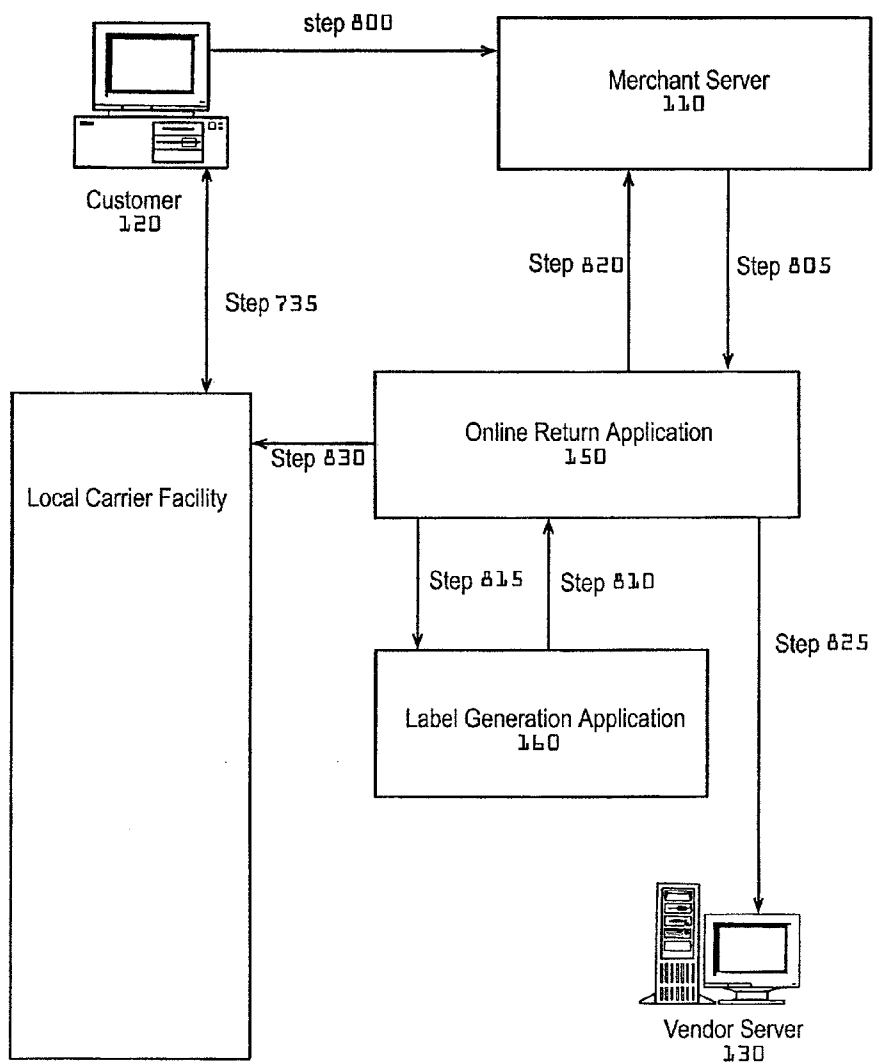 step 800
Merchant Server
110
Customer
120
Step 820
Step 805
Step 735
Online Return Application
150
Step 830
Local Carrier Facility
Step 815
Step 810
Step 825
Label Generation Application
160
Vendor Server
130